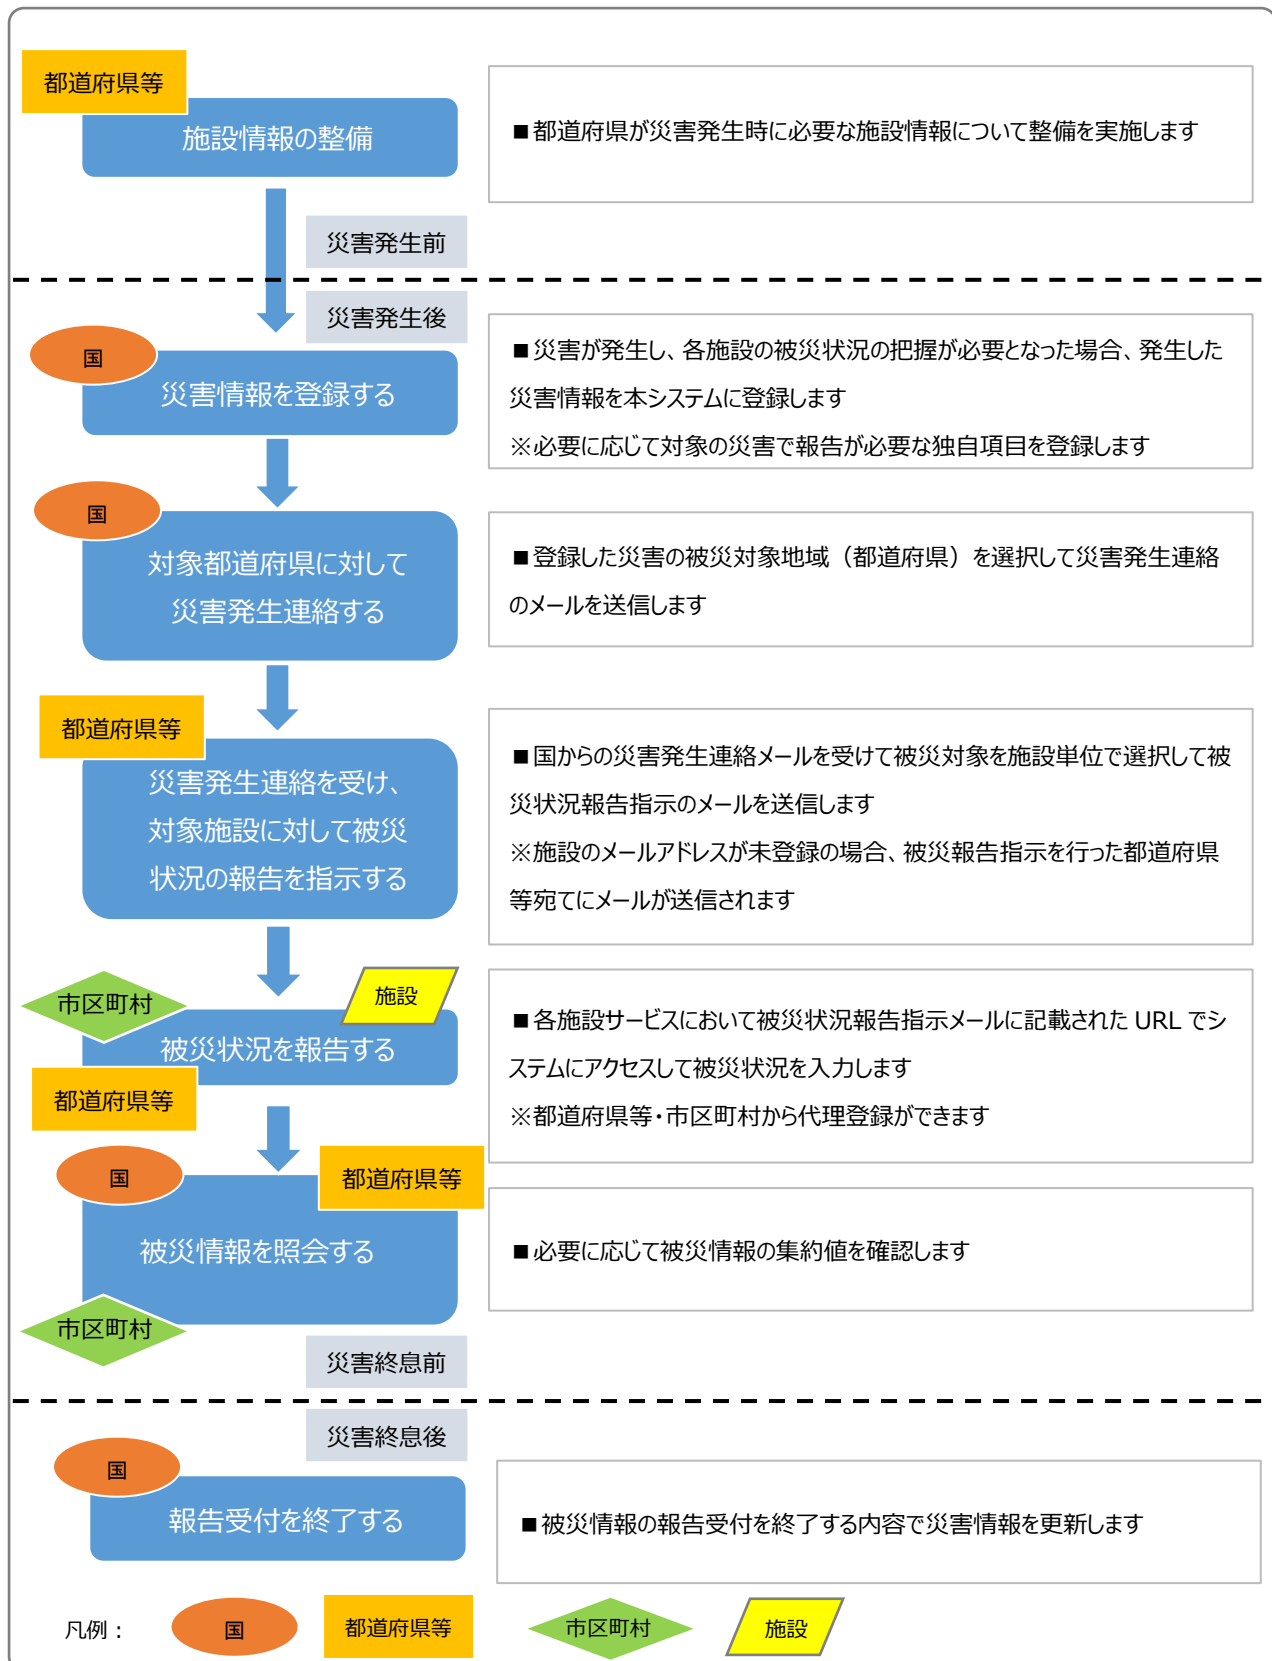 都道府県等
施設情報の整備
■都道府県が災害発生時に必要な施設情報について整備を実施します
災害発生前
災害発生後
国
災害情報を登録する
■災害が発生し、各施設の被災状況の把握が必要となった場合、発生した
災害情報を本システムに登録します
※必要に応じて対象の災害で報告が必要な独自項目を登録します
国
対象都道府県に対して
災害発生連絡する
■登録した災害の被災対象地域（都道府県）を選択して災害発生連絡
のメールを送信します
都道府県等
災害発生連絡を受け、
対象施設に対して被災
状況の報告を指示する
■国からの災害発生連絡メールを受けて被災対象を施設単位で選択して被
災状況報告指示のメールを送信します
※施設のメールアドレスが未登録の場合、被災報告指示を行った都道府県
等宛てにメールが送信されます
市区町村
施設
被災状況を報告する
都道府県等
■各施設サービスにおいて被災状況報告指示メールに記載された URL でシ
ステムにアクセスして被災状況を入力します
※都道府県等・市区町村から代理登録ができます
国
都道府県等
被災情報を照会する
市区町村
■必要に応じて被災情報の集約値を確認します
災害終息前
災害終息後
国
報告受付を終了する
■被災情報の報告受付を終了する内容で災害情報を更新します
凡例： 国 都道府県等 市区町村 施設